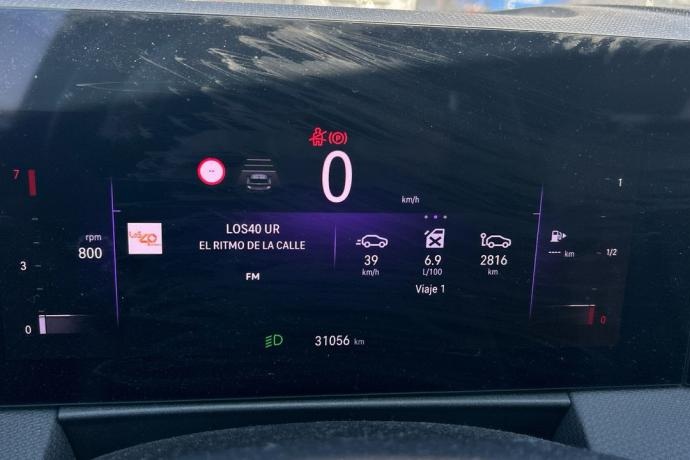 7
3
0
rpm
800
(P)
0
km/h
LOS40 UR
EL RITMO DE LA CALLE
FM
39
km/h
6.9
L/100
2816
km
Viaje 1
31056 km
1
---- km
1/2
0